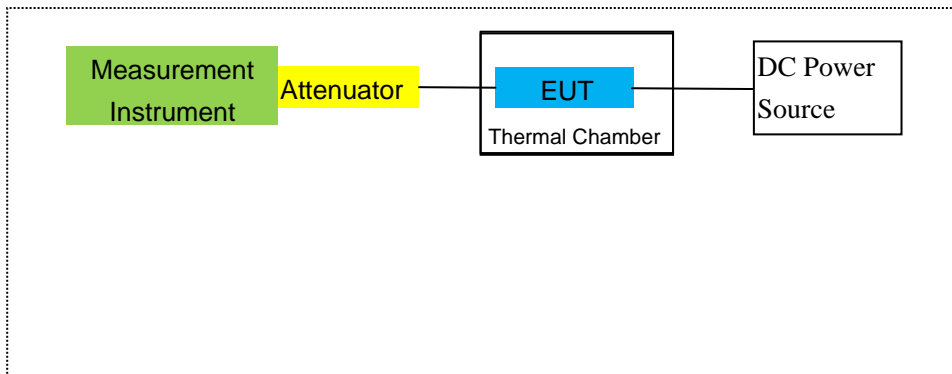 Measurement
Instrument
Attenuator
EUT
Thermal Chamber
DC Power
Source